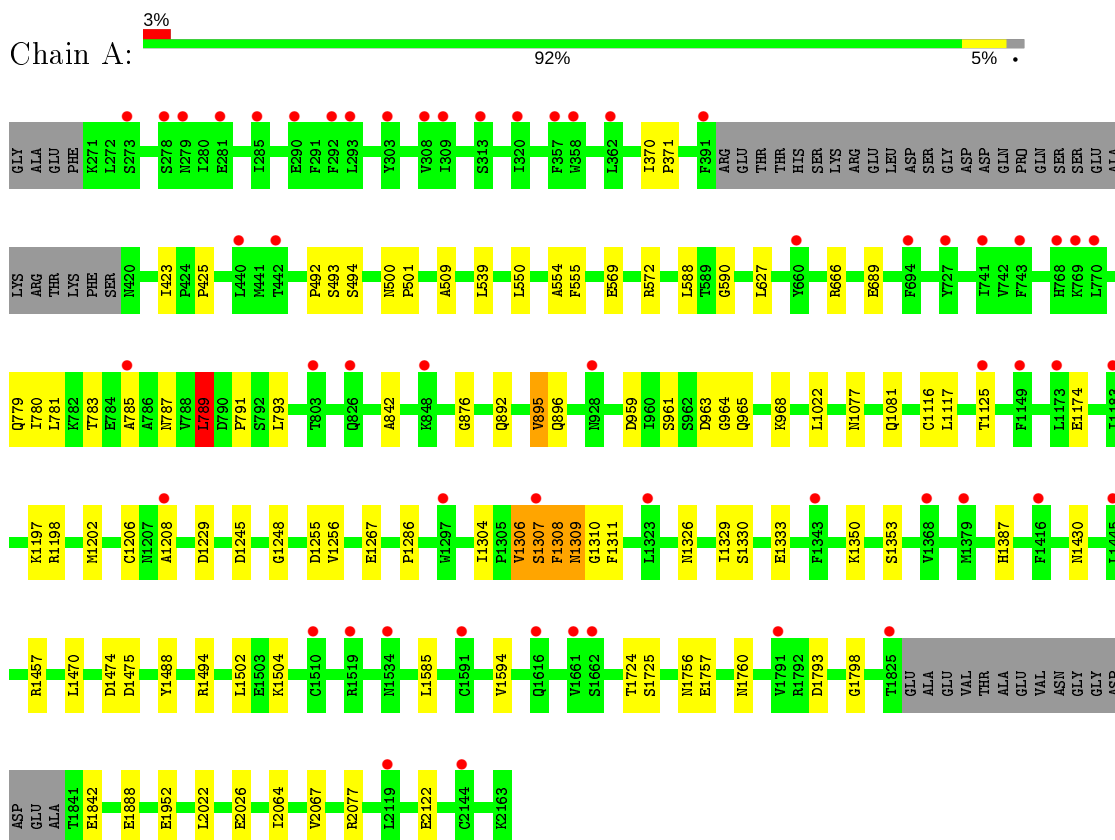 3%
Chain A:
92% 5% •
GLY ALA GLU PHE K271 L272 S273 S278 N279 I280 E281 I285 E290 F291 F292 L293 Y303 V308 I309 S313 I320 F357 W358 L362 I370 P371 F391 ARG GLU THR THR HIS SER LYS ARG GLU LEU ASP SER GLY ASP ASP GLN PRO GLN SER SER GLU ALA
LYS ARG THR LYS PHE SER N420 I423 P424 P425 L440 M441 T442 P492 S493 S494 N500 P501 A509 L539 L550 A554 F555 E569 R572 L588 T589 G590 L627 Y660 R666 E689 F694 Y727 I741 V742 F743 H768 K769 L770
Q779 I780 L781 K782 T783 E784 A785 A786 N787 V788 L789 D790 P791 S792 L793 T803 Q826 A842 K848 G876 Q892 V895 Q896 N928 D959 I960 S961 S962 D963 G964 Q965 K968 L1022 N1077 Q1081 C1116 L1117 T1125 F1149 L1173 E1174 I1183
K1197 R1198 M1202 C1206 N1207 A1208 D1229 D1245 G1248 D1255 V1256 E1267 P1286 W1297 I1304 P1305 V1306 S1307 F1308 N1309 G1310 F1311 L1323 N1326 I1329 S1330 E1333 F1343 K1350 S1353 V1368 M1379 H1387 F1416 N1430 L1445
R1457 L1470 D1474 D1475 Y1488 R1494 L1502 E1503 K1504 C1510 R1519 N1534 L1585 C1591 V1594 Q1616 V1661 S1662 T1724 S1725 N1756 E1757 N1760 V1791 R1792 D1793 G1798 T1825 GLU ALA GLU VAL THR ALA GLU VAL ASN GLY GLY ASP
ASP GLU ALA T1841 E1842 E1888 E1952 L2022 E2026 I2064 V2067 R2077 L2119 E2122 C2144 K2163